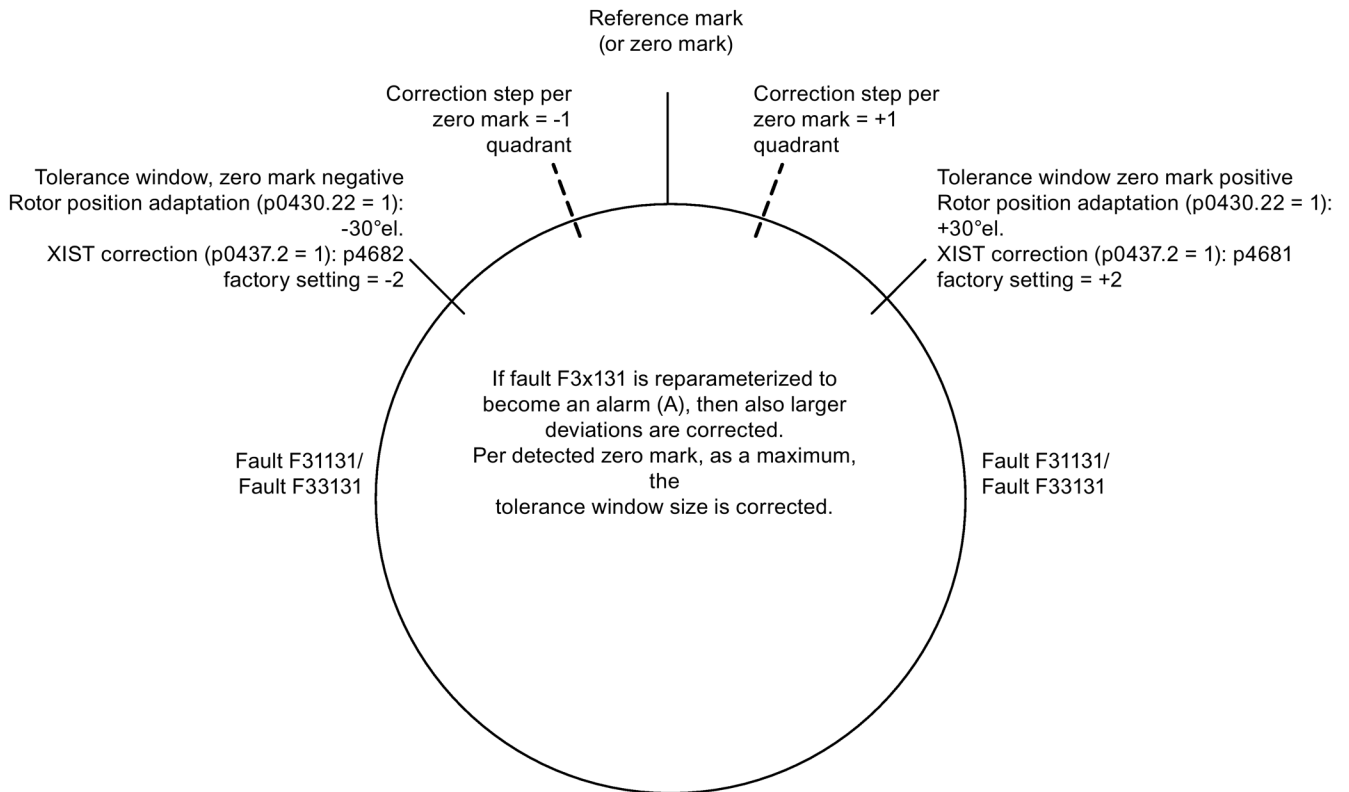 Reference mark
(or zero mark)
Correction step per
zero mark = -1
quadrant
Correction step per
zero mark = +1
quadrant
Tolerance window, zero mark negative
Rotor position adaptation (p0430.22 = 1):
-30°el.
XIST correction (p0437.2 = 1): p4682
factory setting = -2
Tolerance window zero mark positive
Rotor position adaptation (p0430.22 = 1):
+30°el.
XIST correction (p0437.2 = 1): p4681
factory setting = +2
If fault F3x131 is reparameterized to
become an alarm (A), then also larger
deviations are corrected.
Per detected zero mark, as a maximum,
the
tolerance window size is corrected.
Fault F31131/
Fault F33131
Fault F31131/
Fault F33131